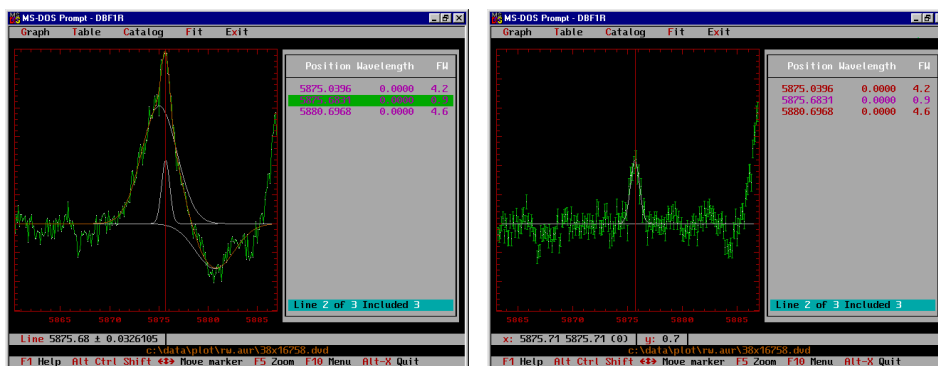 MS-DOS Prompt - DBF1R
Graph Table Catalog Fit Exit
Position Wavelength FW
5875.0396 0.0000 4.2
5875.6831 0.0000 0.9
5880.6968 0.0000 4.6
Line 2 of 3 Included 3
5865 5870 5875 5880 5885
Line 5875.68 ± 0.0326105
c:\data\plot\rw.aur\38x16758.dwd
F1 Help Alt Ctrl Shift Move marker F5 Zoom F10 Menu Alt-X Quit
MS-DOS Prompt - DBF1R
Graph Table Catalog Fit Exit
Position Wavelength FW
5875.0396 0.0000 4.2
5875.6831 0.0000 0.9
5880.6968 0.0000 4.6
Line 2 of 3 Included 3
5865 5870 5875 5880 5885
x: 5875.71 5875.71 (0) y: 0.7
c:\data\plot\rw.aur\38x16758.dwd
F1 Help Alt Ctrl Shift Move marker F5 Zoom F10 Menu Alt-X Quit